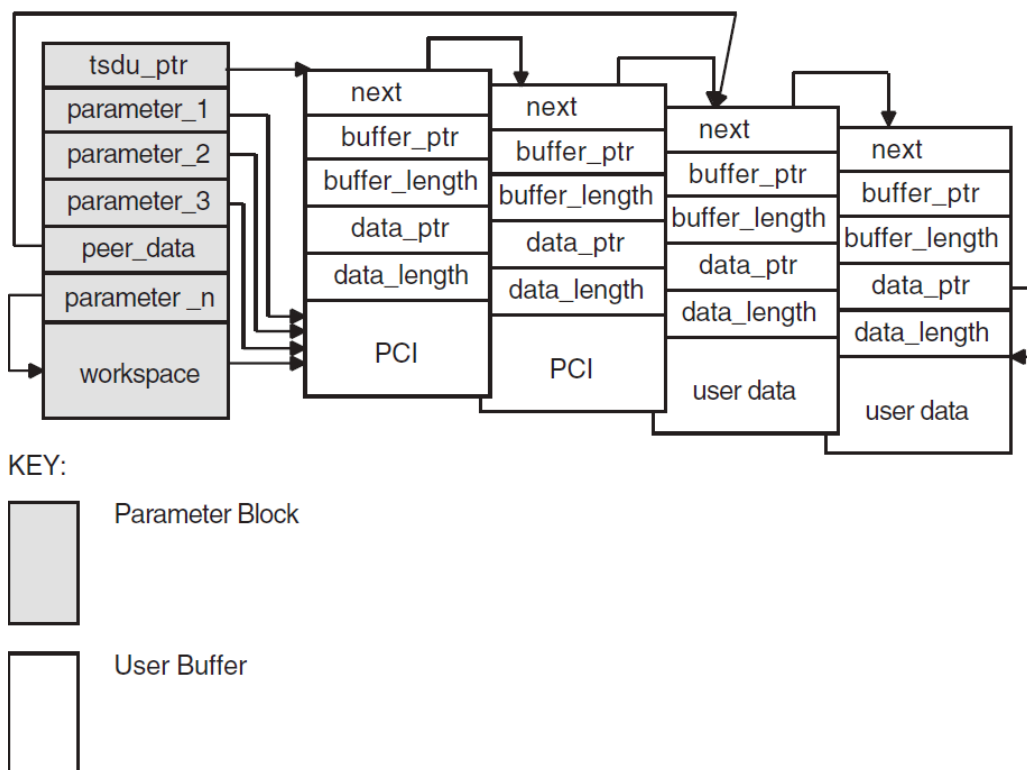 tsdu_ptr
parameter_1
parameter_2
parameter_3
peer_data
parameter _n
workspace
next
buffer_ptr
buffer_length
data_ptr
data_length
PCI
next
buffer_ptr
buffer_length
data_ptr
data_length
PCI
next
buffer_ptr
buffer_length
data_ptr
data_length
user data
next
buffer_ptr
buffer_length
data_ptr
data_length
user data
KEY:
Parameter Block
User Buffer